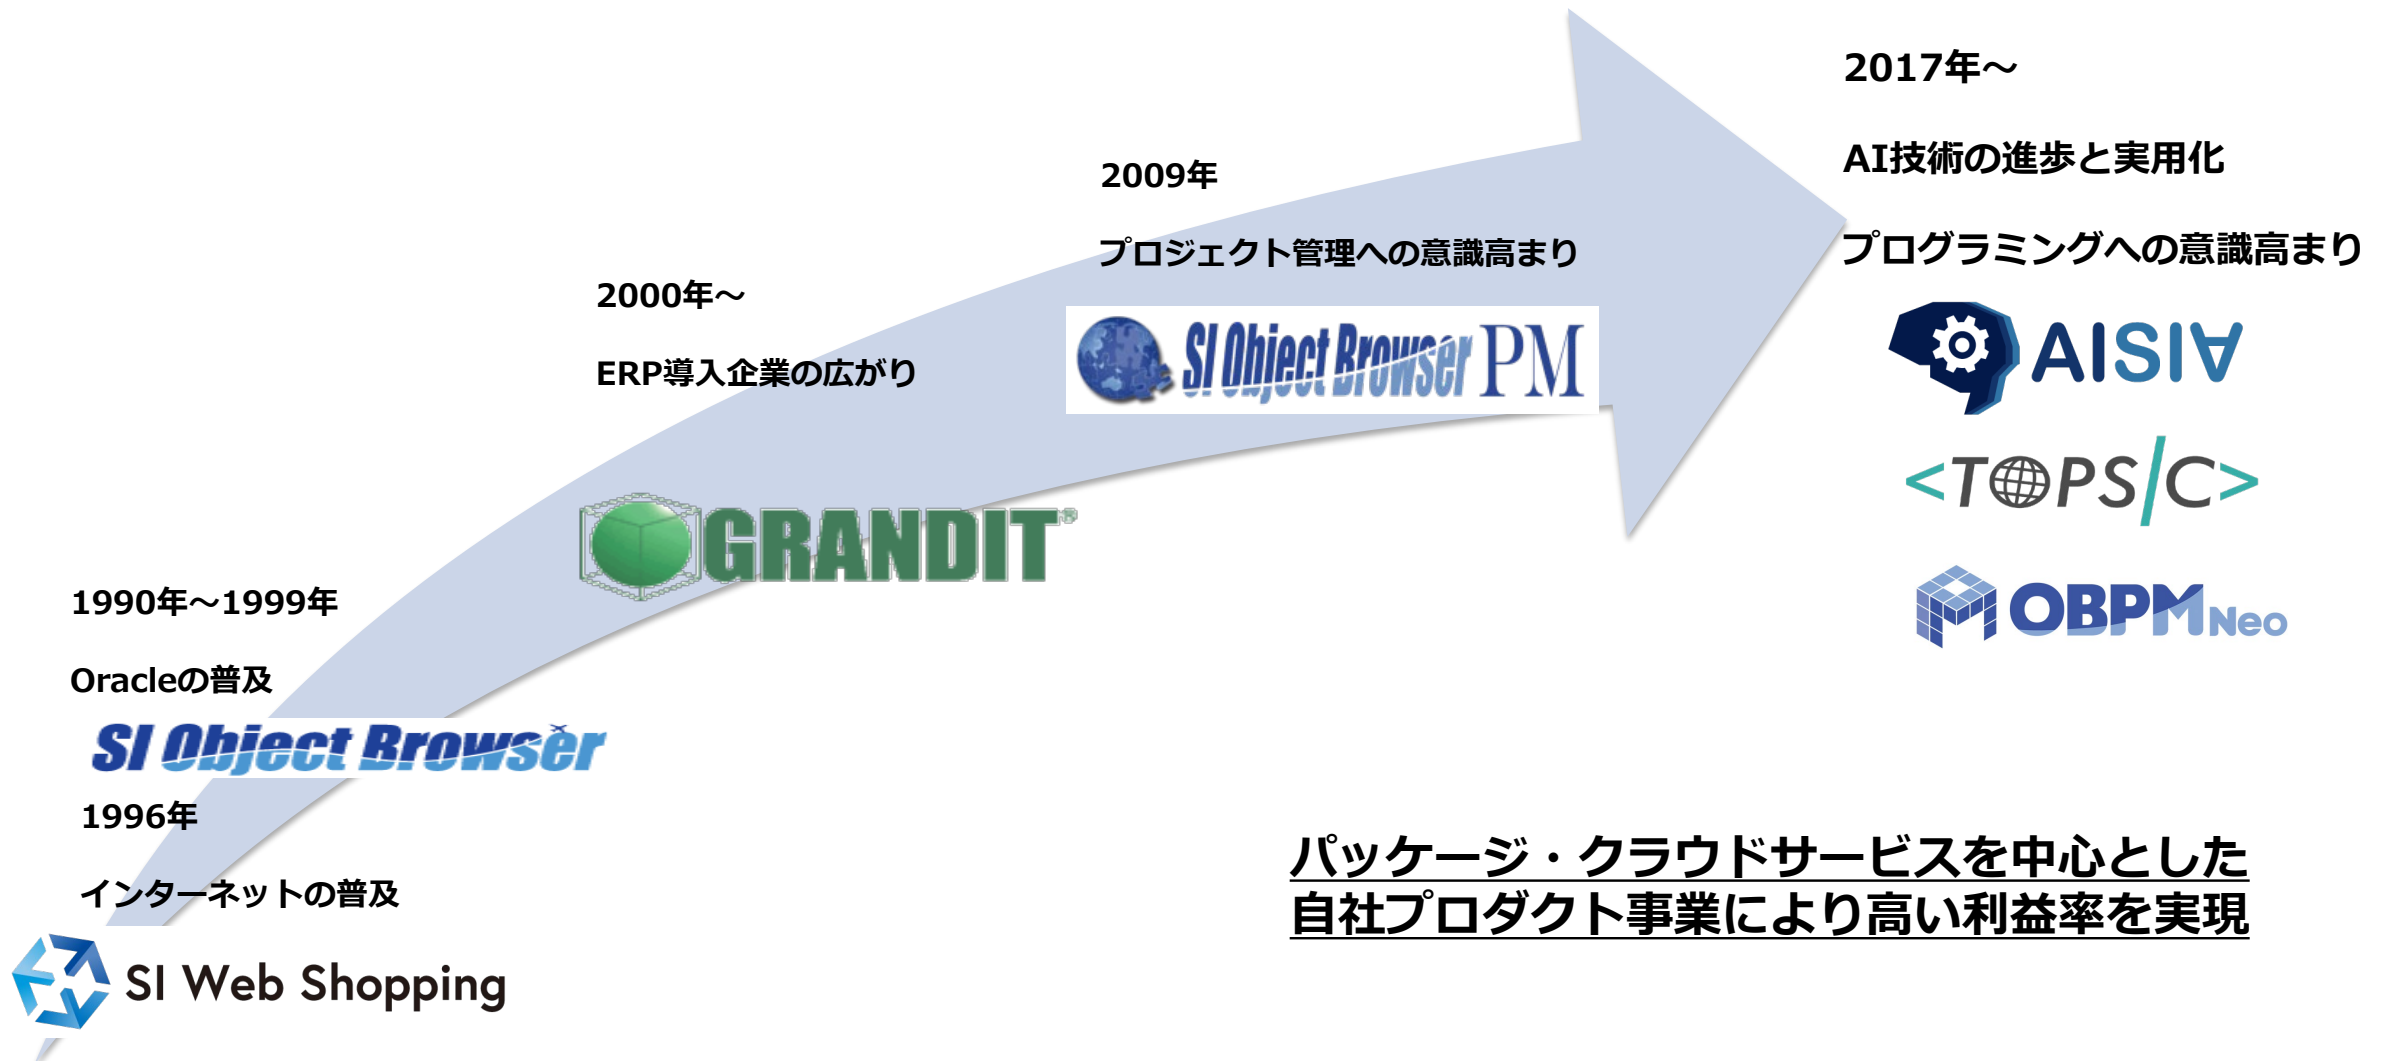 2017年～
AI技術の進歩と実用化
プログラミングへの意識高まり
AISI∀
<TOPS/C>
OBPM Neo
2009年
プロジェクト管理への意識高まり
SI Object Browser PM
2000年～
ERP導入企業の広がり
GRANDIT®
1990年～1999年
Oracleの普及
SI Object Browser
1996年
インターネットの普及
SI Web Shopping
パッケージ・クラウドサービスを中心とした
自社プロダクト事業により高い利益率を実現